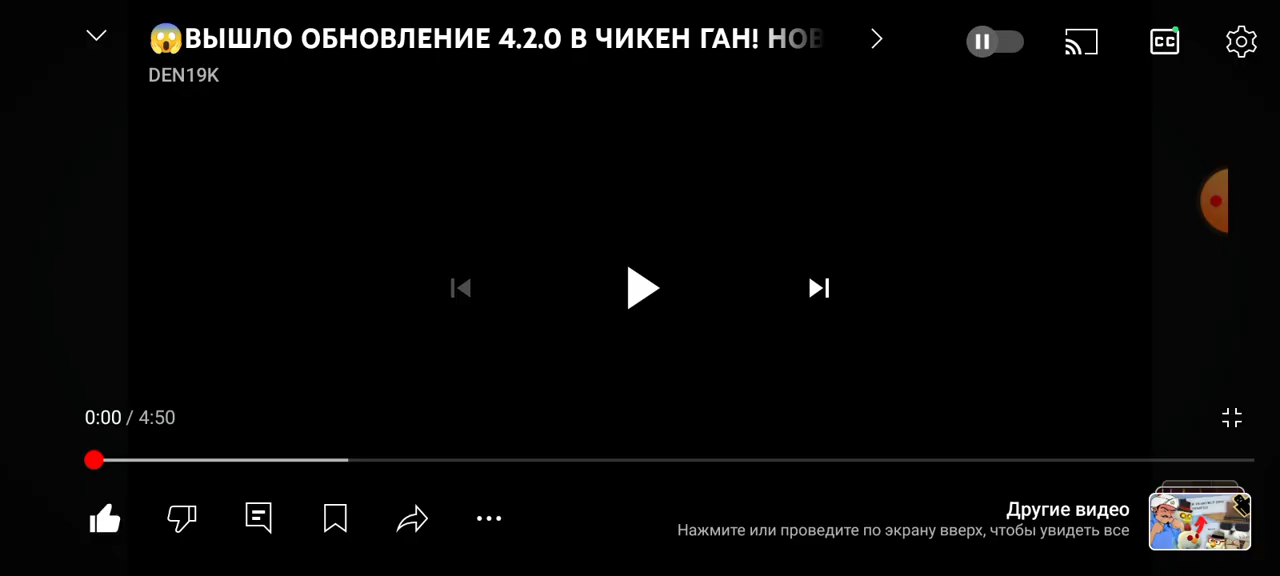 😱ВЫШЛО ОБНОВЛЕНИЕ 4.2.0 В ЧИКЕН ГАН! НОВ
DEN19K
CC
0:00 / 4:50
Другие видео
Нажмите или проведите по экрану вверх, чтобы увидеть все